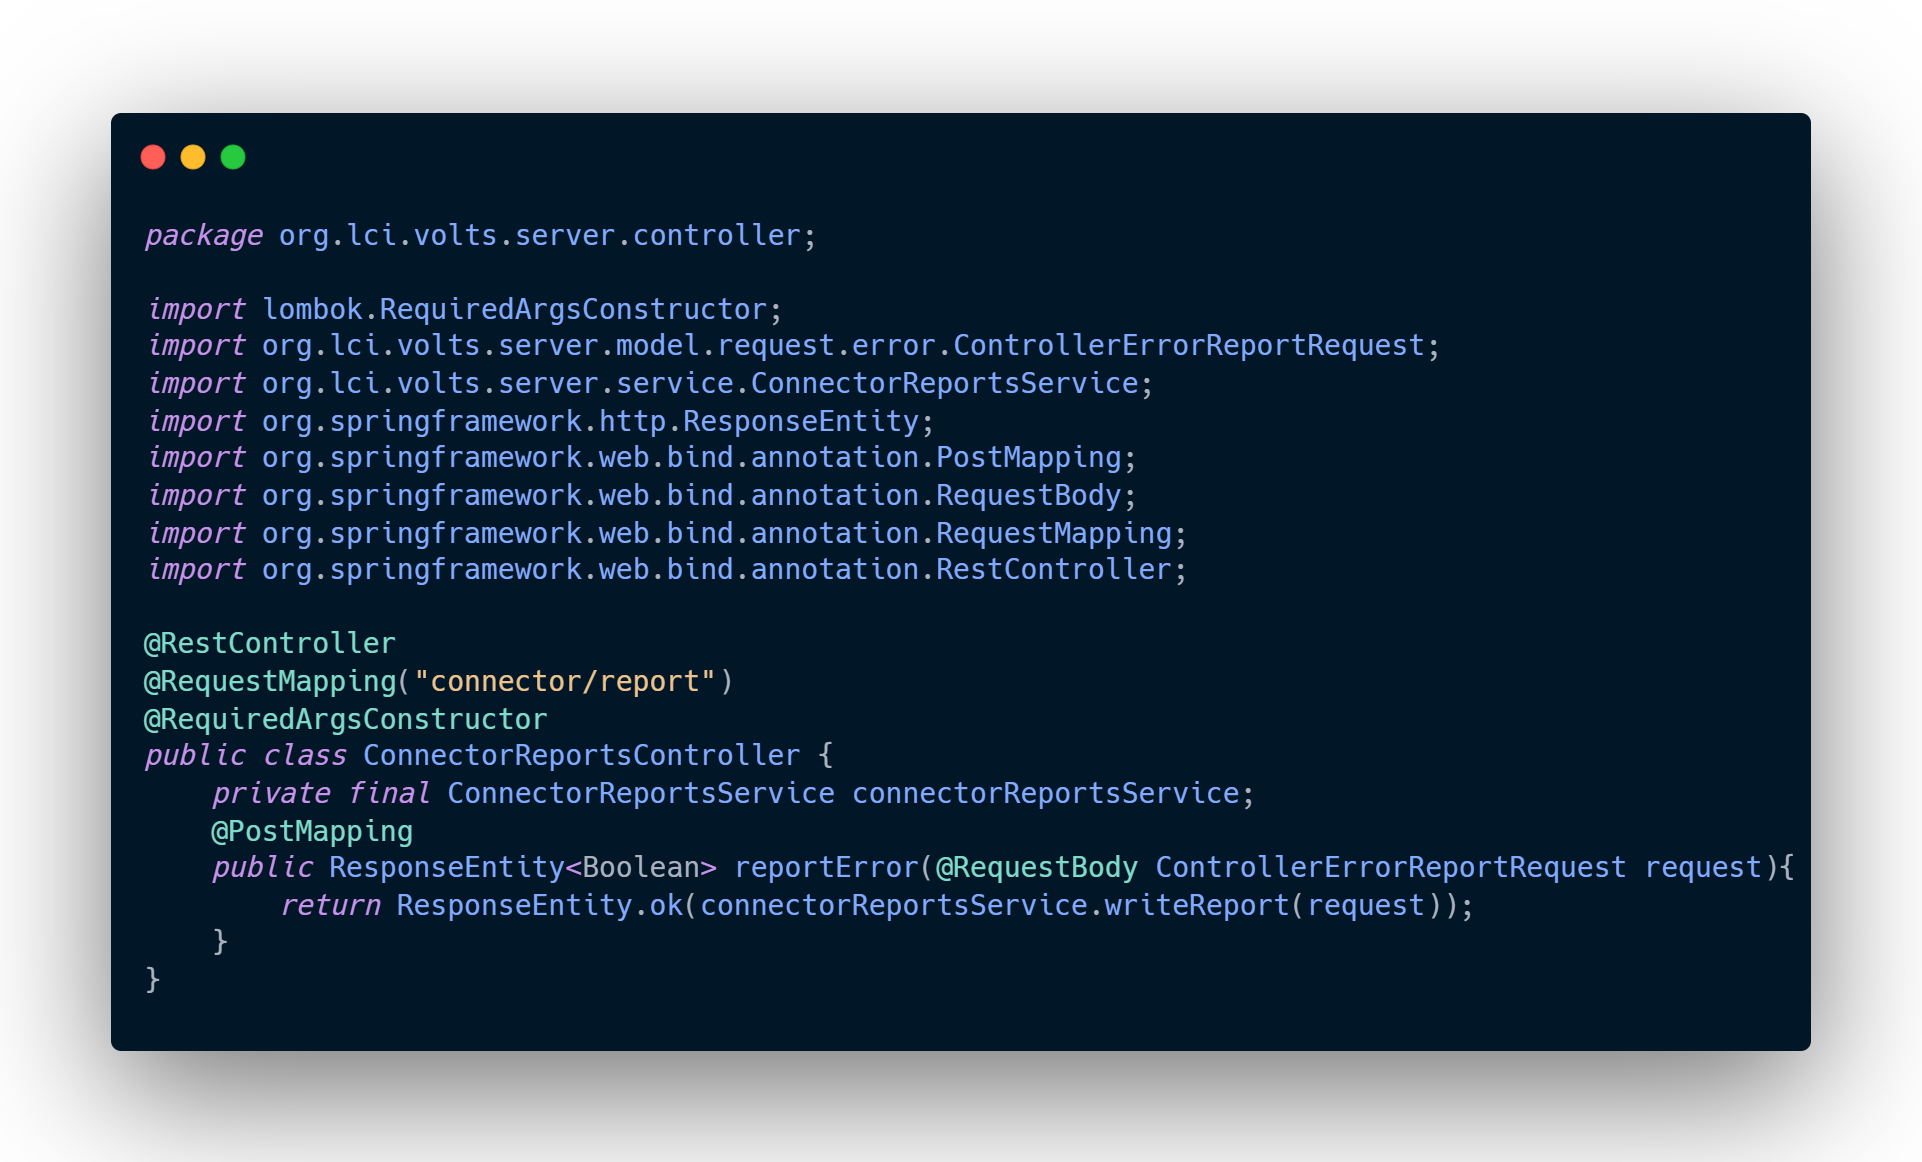 package org.lci.volts.server.controller;

import lombok.RequiredArgsConstructor;
import org.lci.volts.server.model.request.error.ControllerErrorReportRequest;
import org.lci.volts.server.service.ConnectorReportsService;
import org.springframework.http.ResponseEntity;
import org.springframework.web.bind.annotation.PostMapping;
import org.springframework.web.bind.annotation.RequestBody;
import org.springframework.web.bind.annotation.RequestMapping;
import org.springframework.web.bind.annotation.RestController;

@RestController
@RequestMapping("connector/report")
@RequiredArgsConstructor
public class ConnectorReportsController {
    private final ConnectorReportsService connectorReportsService;
    @PostMapping
    public ResponseEntity<Boolean> reportError(@RequestBody ControllerErrorReportRequest request){
        return ResponseEntity.ok(connectorReportsService.writeReport(request));
    }
}